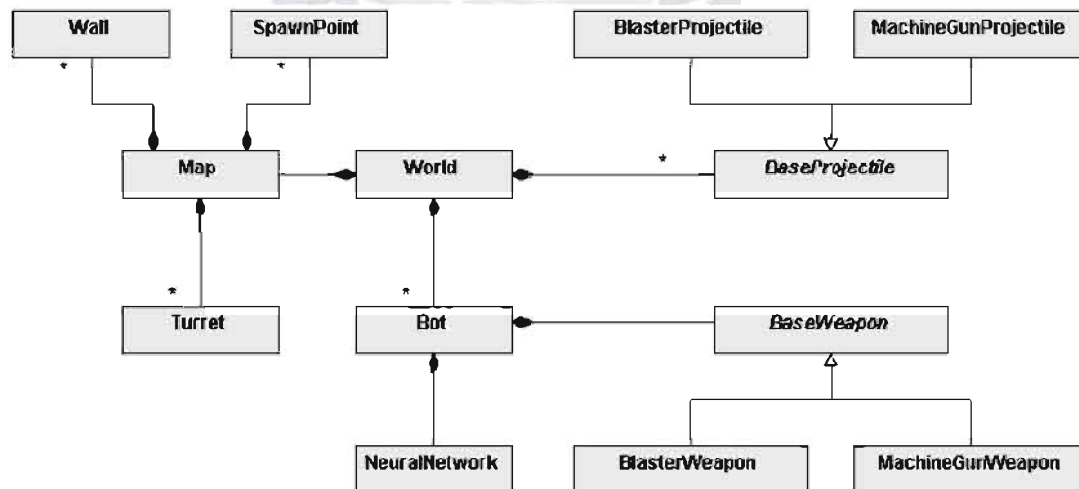 Wall
SpawnPoint
BlasterProjectile
MachineGunProjectile
*
*
Map
World
*
BaseProjectile
*
*
Turret
Bot
BaseWeapon
NeuralNetwork
BlasterWeapon
MachineGunWeapon